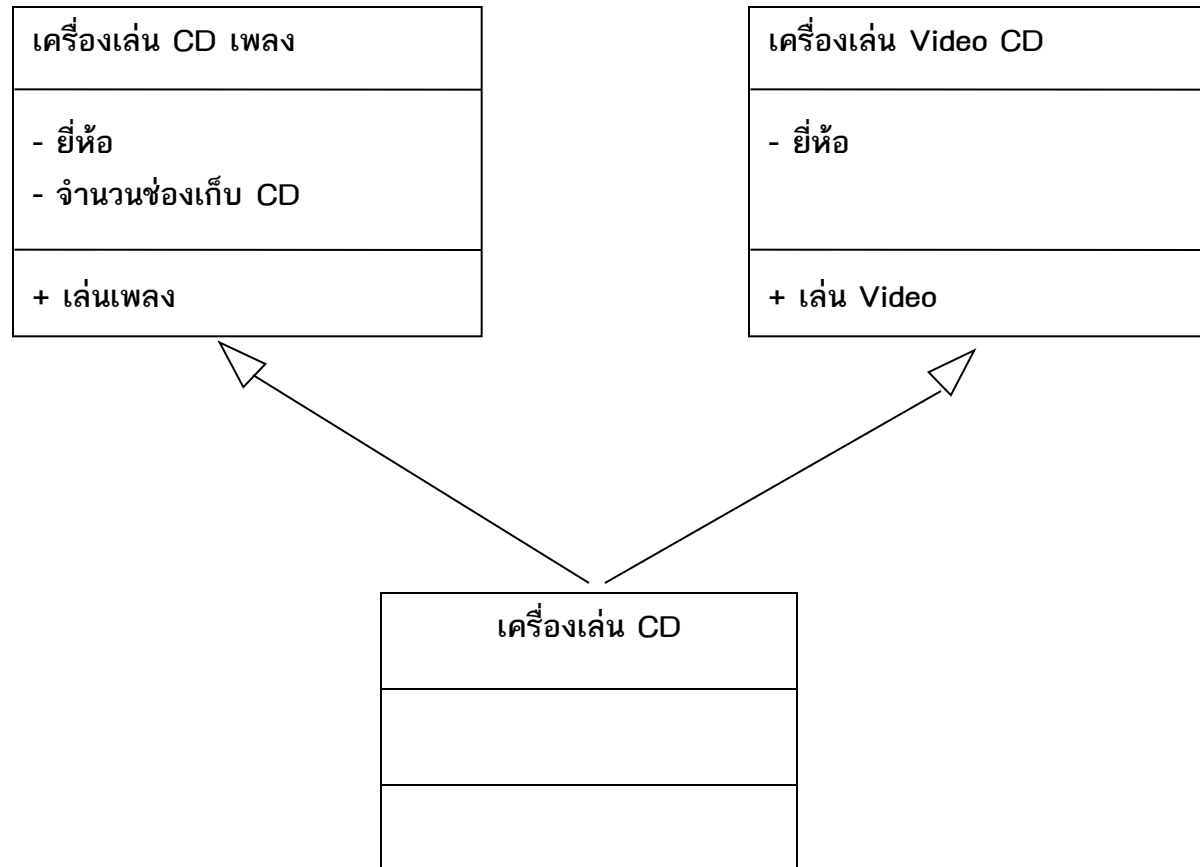 เครื่องเล่น CD เพลง
- ยี่ห้อ
- จำนวนช่องเก็บ CD
+ เล่นเพลง
เครื่องเล่น Video CD
- ยี่ห้อ
+ เล่น Video
เครื่องเล่น CD